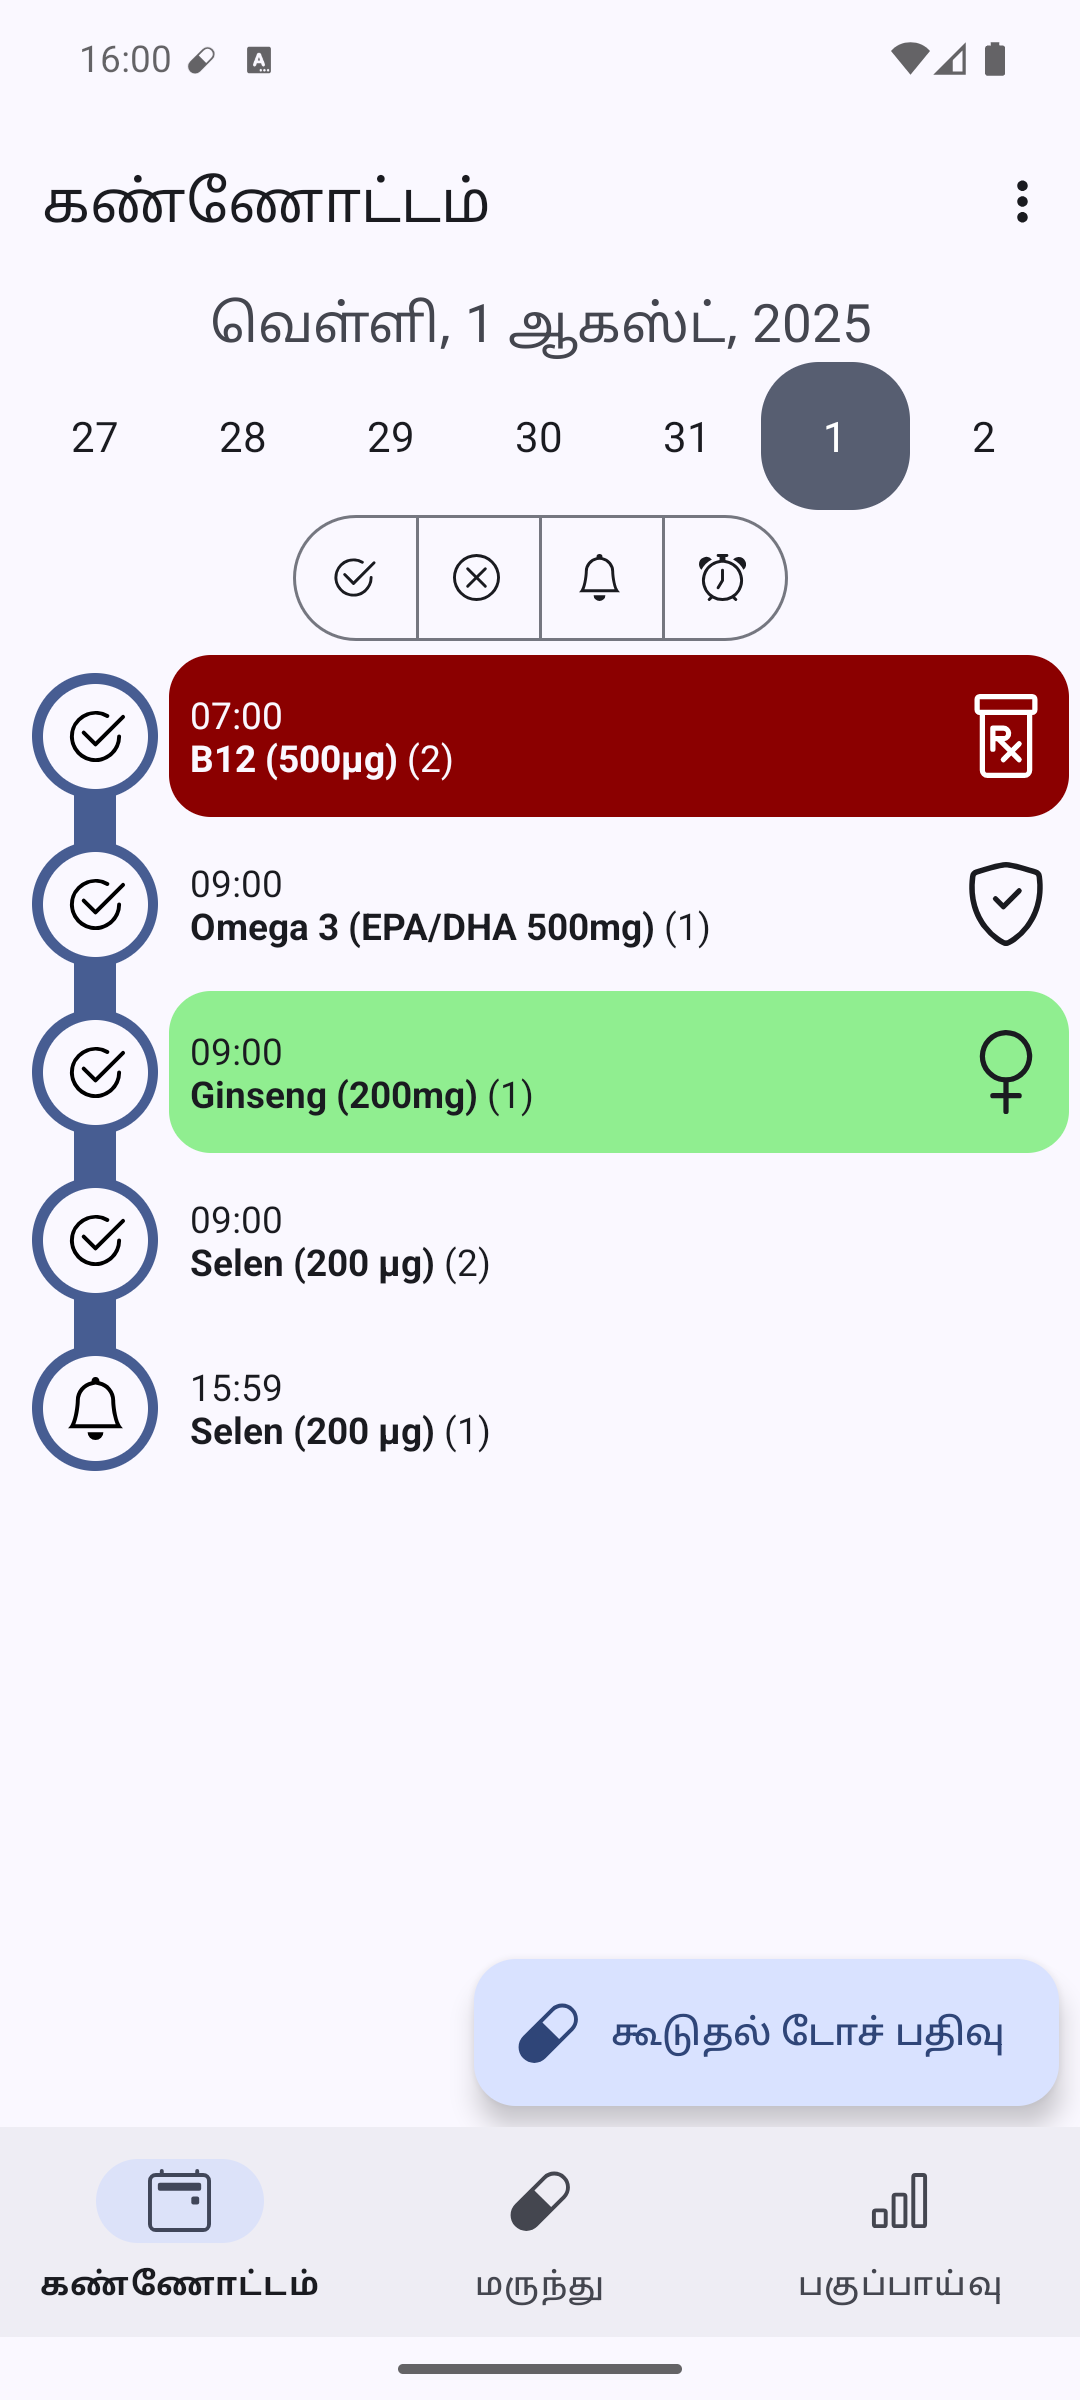 16:00
கண்ணோட்டம்
வெள்ளி, 1 ஆகஸ்ட், 2025
27 28 29 30 31 1 2
07:00
B12 (500µg) (2)
09:00
Omega 3 (EPA/DHA 500mg) (1)
09:00
Ginseng (200mg) (1)
09:00
Selen (200 µg) (2)
15:59
Selen (200 µg) (1)
கூடுதல் டோச் பதிவு
கண்ணோட்டம் மருந்து பகுப்பாய்வு